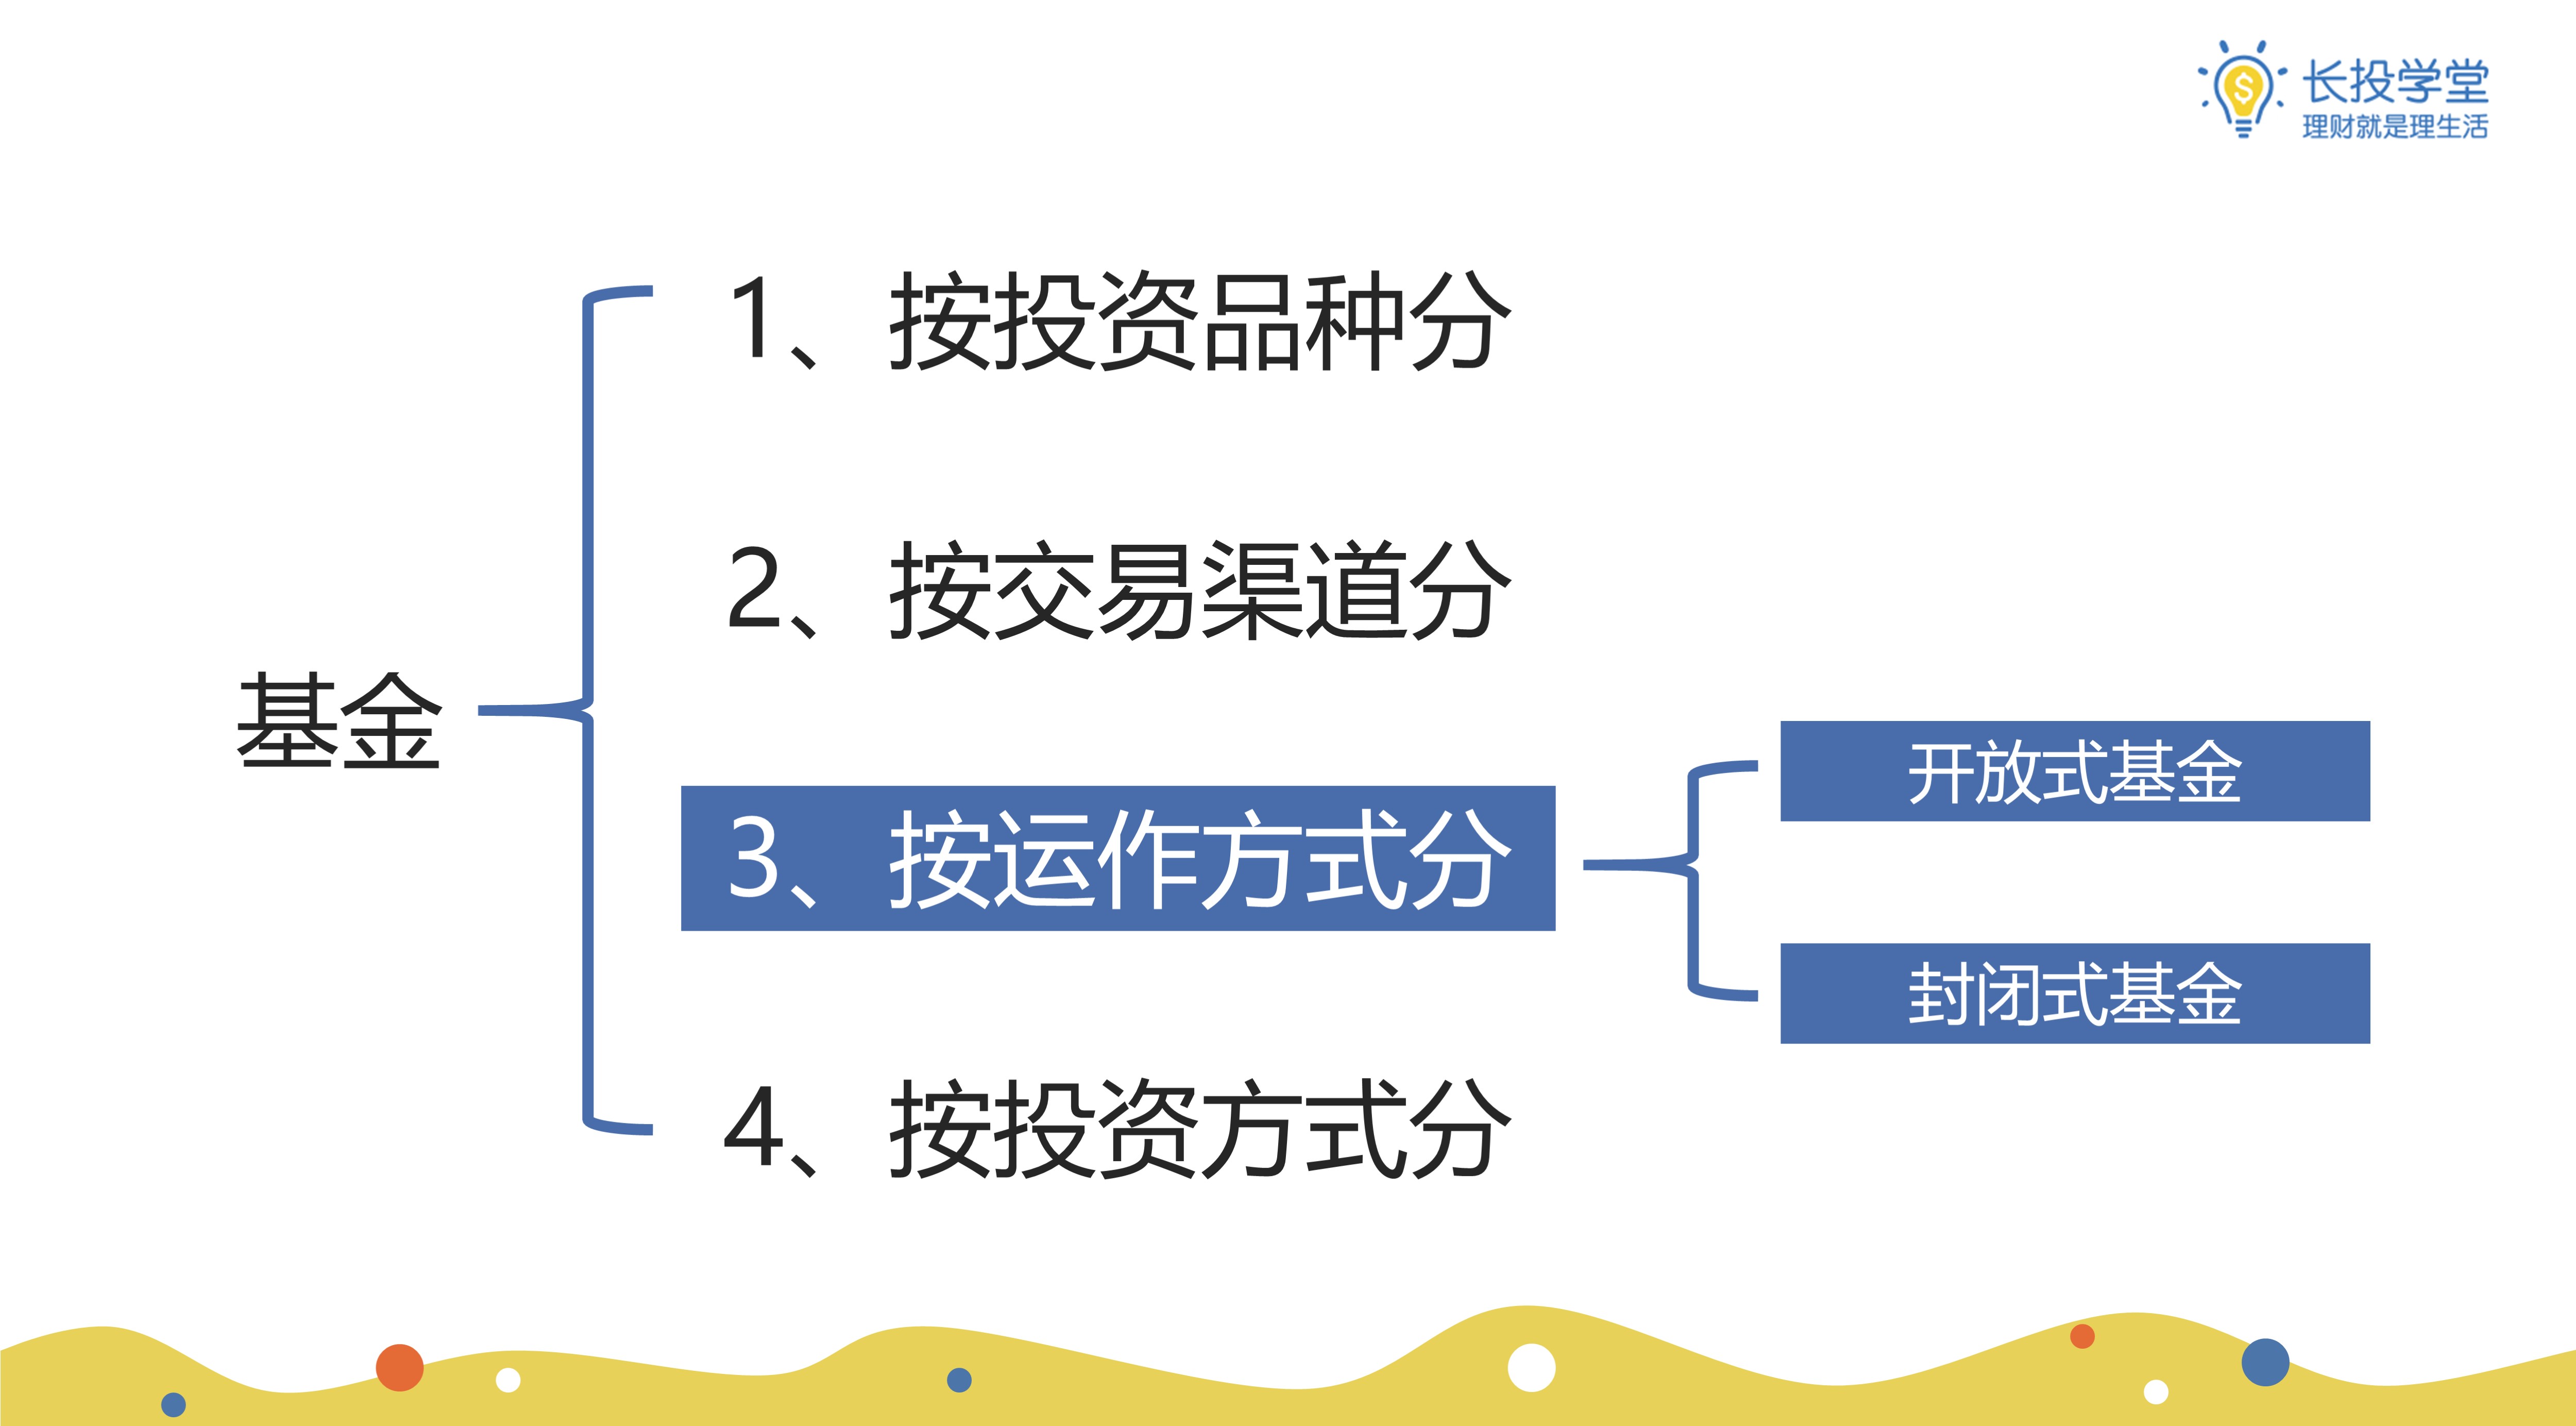 长投学堂
理财就是理生活
基金
1、按投资品种分
2、按交易渠道分
3、按运作方式分
开放式基金
封闭式基金
4、按投资方式分